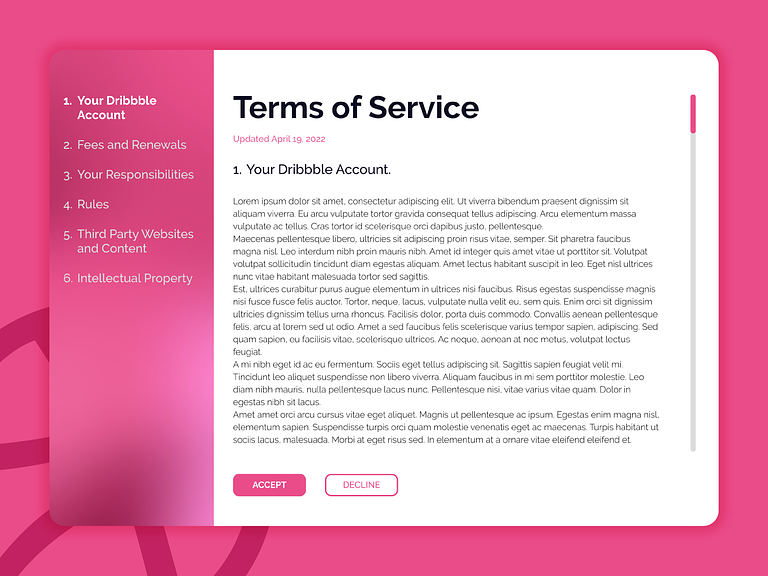 1. Your Dribbble
Account
2. Fees and Renewals
3. Your Responsibilities
4. Rules
5. Third Party Websites
and Content
6. Intellectual Property
Terms of Service
Updated April 19, 2022
1. Your Dribbble Account.
Lorem ipsum dolor sit amet, consectetur adipiscing elit. Ut viverra bibendum praesent dignissim sit
aliquam viverra. Eu arcu vulputate tortor gravida consequat tellus adipiscing. Arcu elementum massa
vulputate ac tellus. Cras tortor id scelerisque orci dapibus justo, pellentesque.
Maecenas pellentesque libero, ultricies sit adipiscing proin risus vitae, semper. Sit pharetra faucibus
magna nisl. Leo interdum nibh proin mauris nibh. Amet id integer quis amet vitae ut porttitor sit. Volutpat
volutpat sollicitudin tincidunt diam egestas aliquam. Amet lectus habitant suscipit in leo. Eget nisl ultrices
nunc vitae habitant malesuada tortor sed sagittis.
Est, ultrices curabitur purus augue elementum in ultrices nisi faucibus. Risus egestas suspendisse magnis
nisi fusce fusce felis auctor. Tortor, neque, lacus, vulputate nulla velit eu, sem quis. Enim orci sit dignissim
ultricies dignissim tellus urna rhoncus. Facilisis dolor, porta duis commodo. Convallis aenean pellentesque
felis, arcu at lorem sed ut odio. Amet a sed faucibus felis scelerisque varius tempor sapien, adipiscing. Sed
quam sapien, eu facilisis vitae, scelerisque ultrices. Ac neque, aenean at nec metus, volutpat lectus
feugiat.
A mi nibh eget id ac eu fermentum. Sociis eget tellus adipiscing sit. Sagittis sapien feugiat velit mi.
Tincidunt leo aliquet suspendisse non libero viverra. Aliquam faucibus in mi sem porttitor molestie. Leo
diam nibh mauris, nulla pellentesque lacus nunc. Pellentesque nisi, vitae varius vitae quam. Dolor in
egestas nibh sit lacus.
Amet amet orci arcu cursus vitae eget aliquet. Magnis ut pellentesque ac ipsum. Egestas enim magna nisl,
elementum sapien. Suspendisse turpis orci quam molestie venenatis eget ac maecenas. Turpis habitant ut
sociis lacus, malesuada. Morbi at eget risus sed. In elementum at a ornare vitae eleifend eleifend et.
ACCEPT
DECLINE